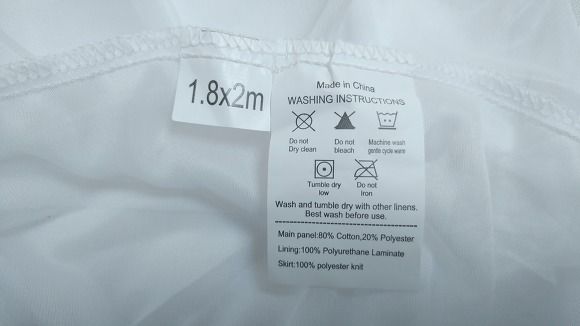 1.8x2m
Made in China
WASHING INSTRUCTIONS
Do not
Dry clean
Do not
bleach
Machine wash
gentle cycle ware
Tumble dry
low
Do not
Iron
Wash and tumble dry with other linens.
Best wash before use.
Main panel:80% Cotton,20% Polyester
Lining:100% Polyurethane Laminate
Skirt:100% polyester knit